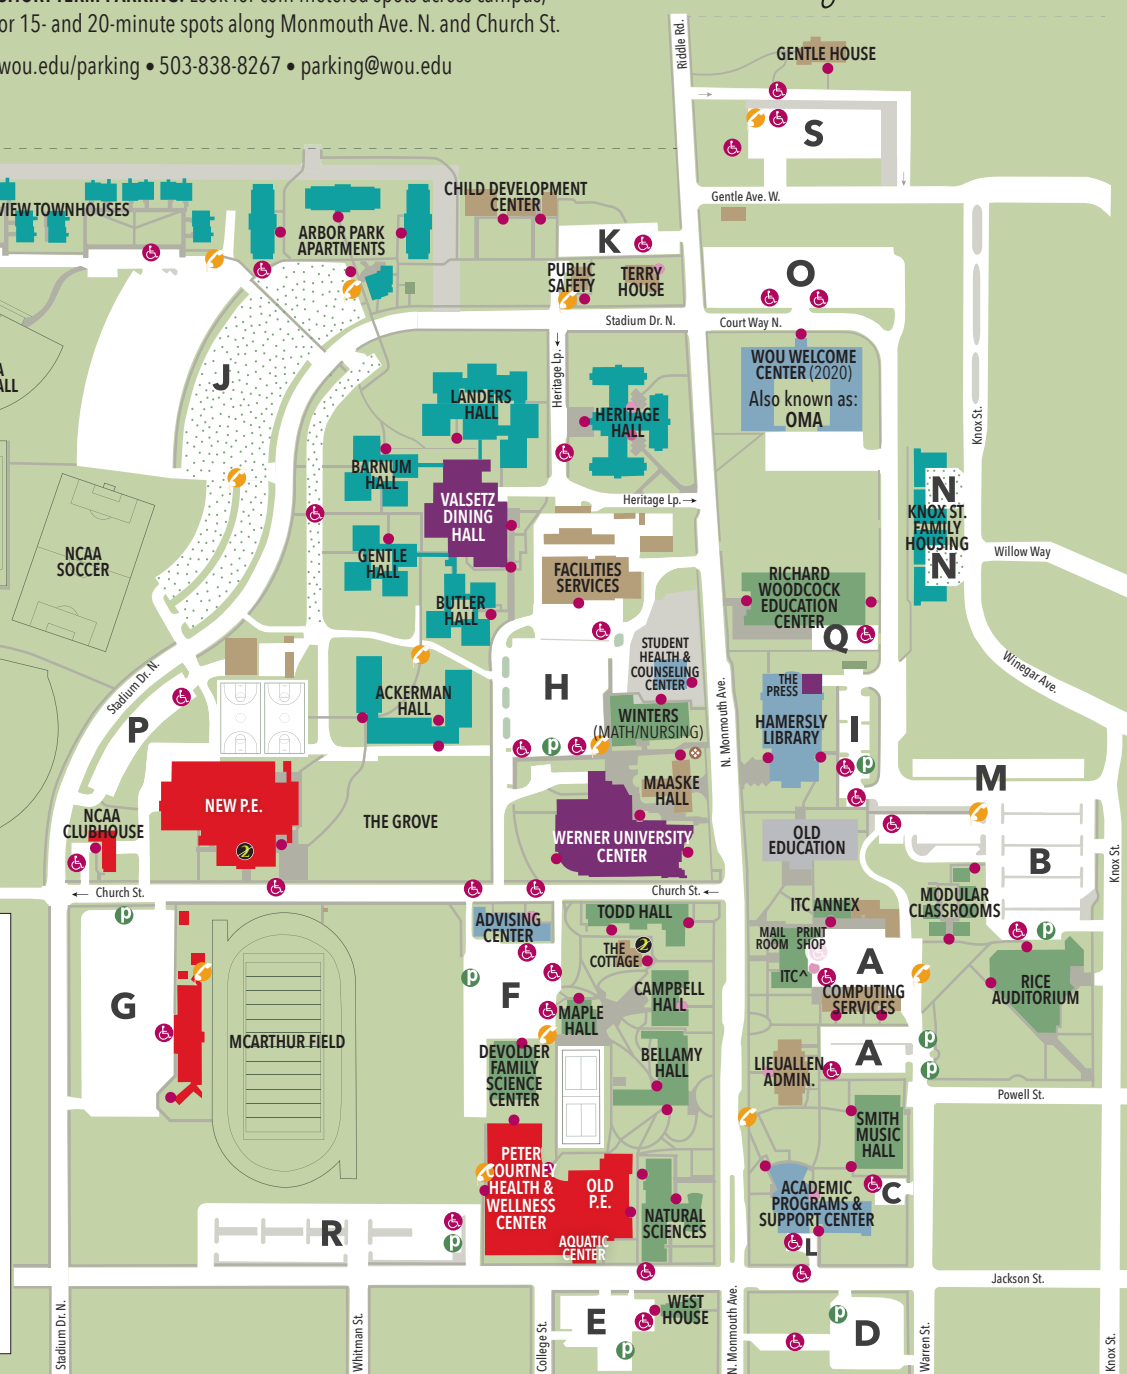 or 15- and 20-minute spots along Monmouth Ave. N. and Church St.
wou.edu/parking • 503-838-8267 • parking@wou.edu
Riddle Rd.
GENTLE HOUSE
S
Gentle Ave. W.
VIEW TOWNHOUSES
ARBOR PARK
APARTMENTS
CHILD DEVELOPMENT
CENTER
K
PUBLIC
SAFETY
TERRY
HOUSE
O
Stadium Dr. N.
Court Way N.
WOU WELCOME
CENTER (2020)
Also known as:
OMA
J
LANDERS
HALL
Heritage Lp.
HERITAGE
HALL
Knox St.
BARNUM
HALL
VALSETZ
DINING
HALL
Heritage Lp.
N
KNOX ST.
FAMILY
HOUSING
N
Willow Way
NCAA
SOCCER
GENTLE
HALL
FACILITIES
SERVICES
RICHARD
WOODCOCK
EDUCATION
CENTER
Q
BUTLER
HALL
STUDENT
HEALTH &
COUNSELING
CENTER
Winegar Ave.
Stadium Dr. N.
P
ACKERMAN
HALL
H
WINTERS
(MATH/NURSING)
N. Monmouth Ave.
THE
PRESS
HAMERSLY
LIBRARY
I
M
NEW P.E.
2
NCAA
CLUBHOUSE
THE GROVE
MAASKE
HALL
WERNER UNIVERSITY
CENTER
OLD
EDUCATION
B
Knox St.
Church St.
Church St.
ADVISING
CENTER
TODD HALL
THE
COTTAGE
2
ITC ANNEX
MODULAR
CLASSROOMS
MAIL
ROOM
PRINT
SHOP
ITC^
A
COMPUTING
SERVICES
RICE
AUDITORIUM
G
MCARTHUR FIELD
F
MAPLE
HALL
CAMPBELL
HALL
DEVOLDER
FAMILY
SCIENCE
CENTER
BELLAMY
HALL
LIEUALLEN
ADMIN.
A
Powell St.
SMITH
MUSIC
HALL
PETER
COURTNEY
HEALTH &
WELLNESS
CENTER
OLD
P.E.
AQUATIC
CENTER
NATURAL
SCIENCES
ACADEMIC
PROGRAMS &
SUPPORT CENTER
C
L
R
Jackson St.
E
WEST
HOUSE
D
Stadium Dr. N.
Whitman St.
College St.
N. Monmouth Ave.
Warren St.
Knox St.